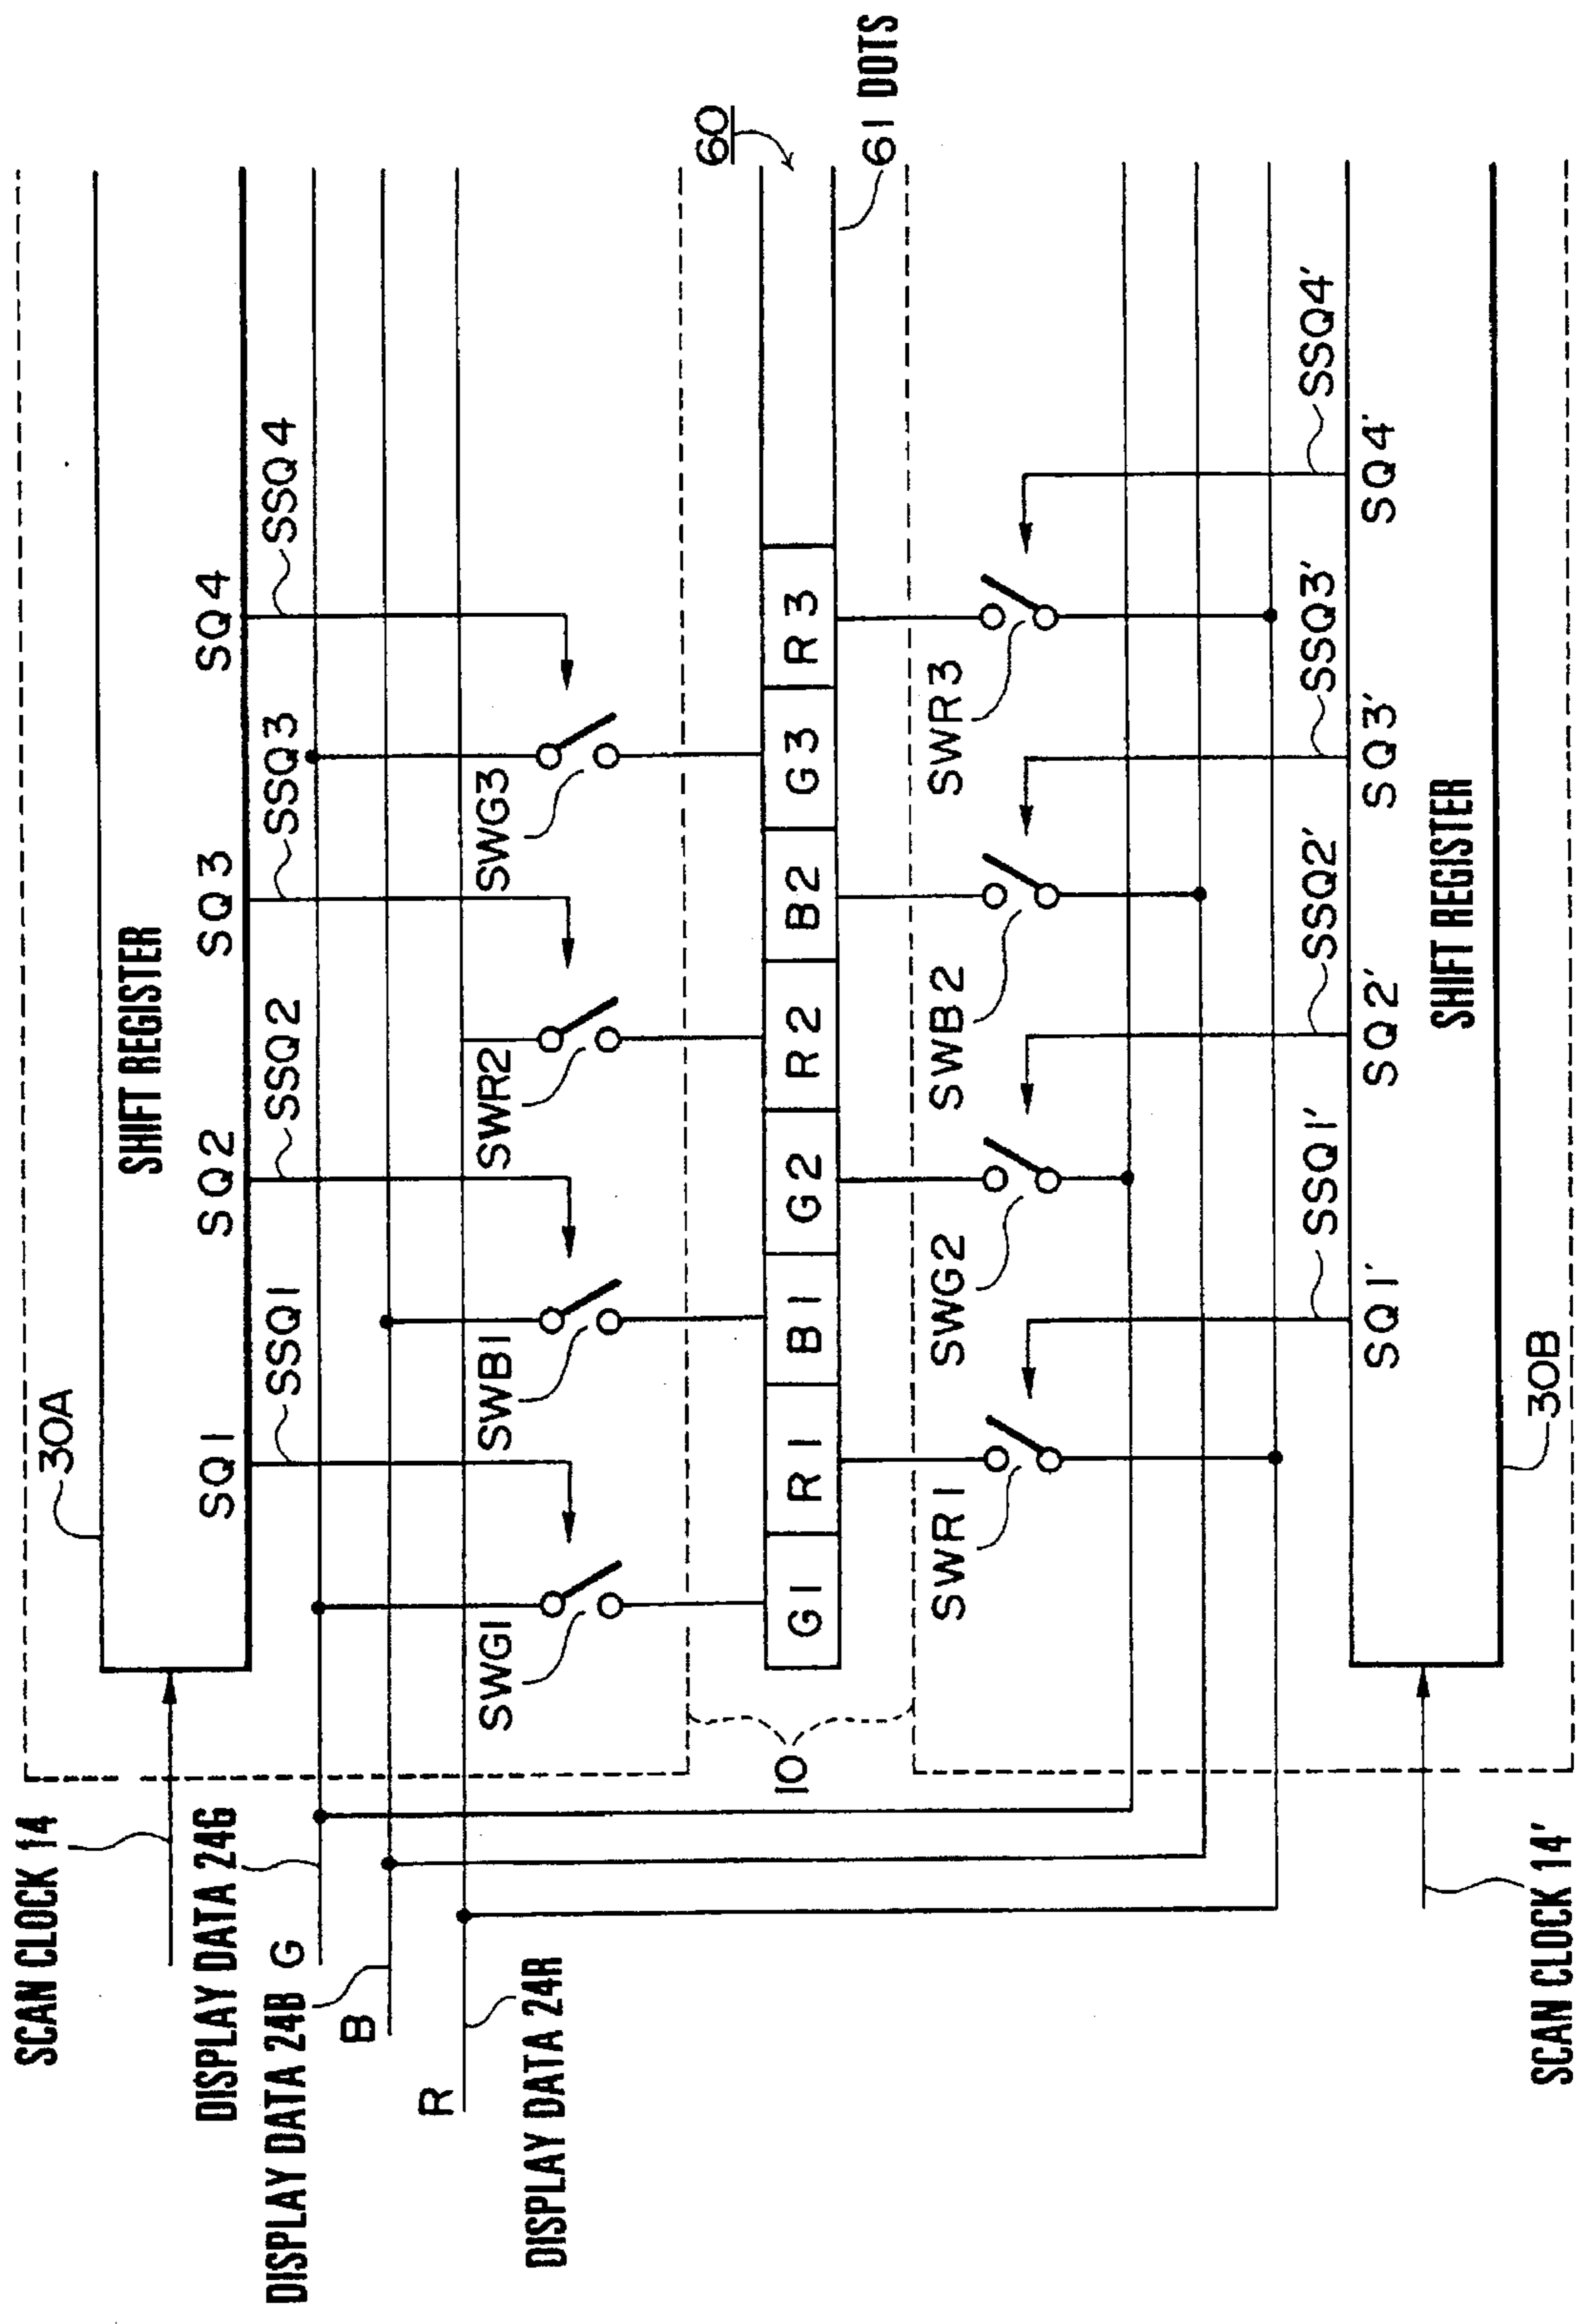 SCAN CLOCK 14
30A
SHIFT REGISTER
SQ1 SQ2 SQ3 SQ4
SSQ1 SSQ2 SSQ3 SSQ4
DISPLAY DATA 24G
G
DISPLAY DATA 24B
B
R
DISPLAY DATA 24R
SWG1 SWB1 SWR2 SWG3
60
10
G1 R1 B1 G2 R2 B2 G3 R3
61 DOTS
SWR1 SWG2 SWB2 SWR3
SSQ1' SSQ2' SSQ3' SSQ4'
SQ1' SQ2' SQ3' SQ4'
SHIFT REGISTER
30B
SCAN CLOCK 14'